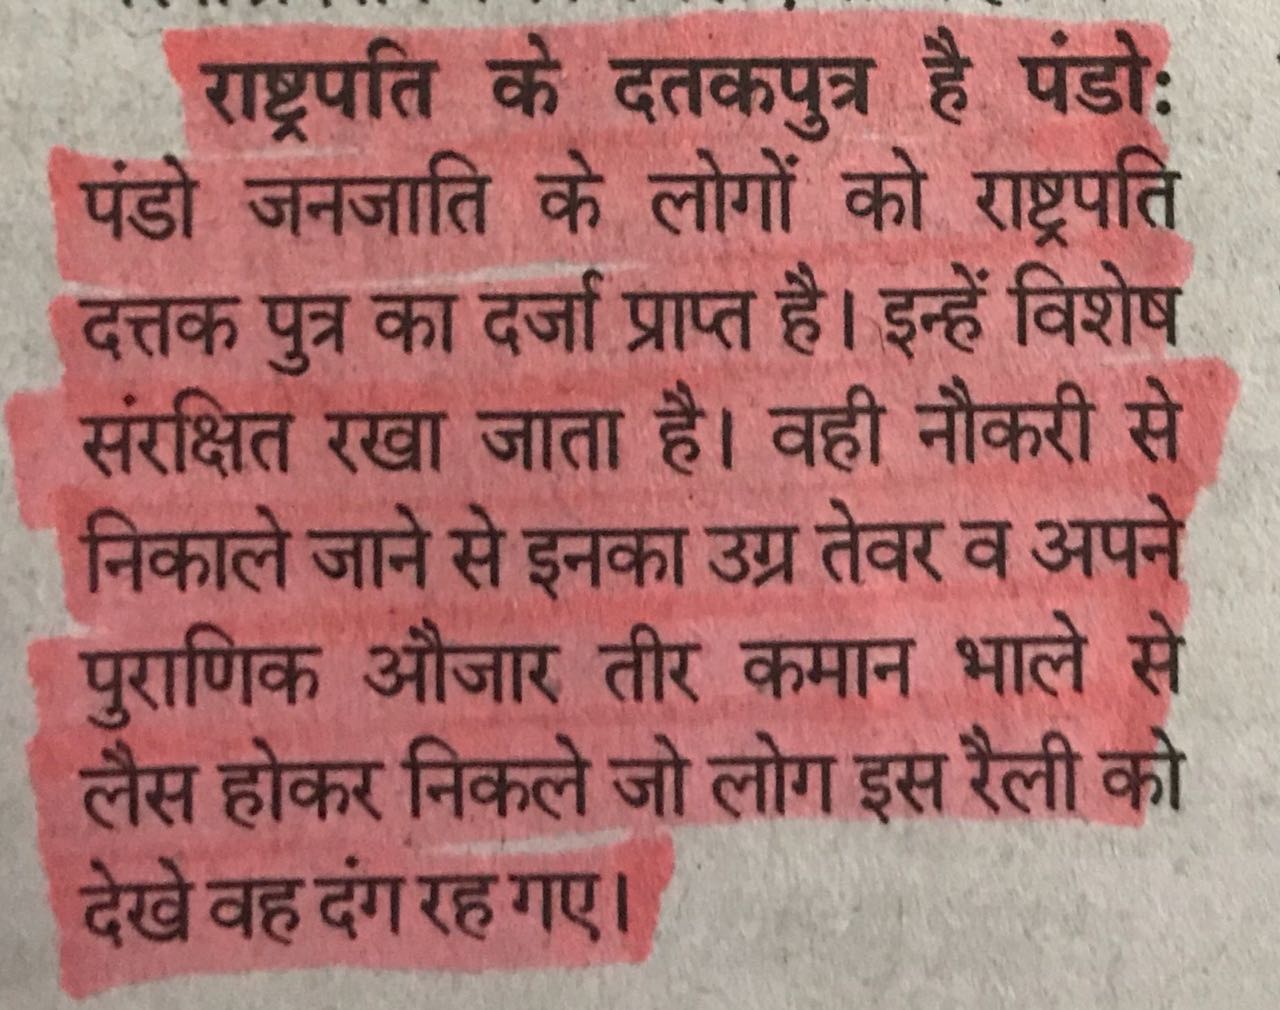 राष्ट्रपति के दतकपुत्र है पंडो:
पंडो जनजाति के लोगों को राष्ट्रपति
दत्तक पुत्र का दर्जा प्राप्त है। इन्हें विशेष
संरक्षित रखा जाता है। वही नौकरी से
निकाले जाने से इनका उग्र तेवर व अपने
पुराणिक औजार तीर कमान भाले से
लैस होकर निकले जो लोग इस रैली को
देखे वह दंग रह गए।